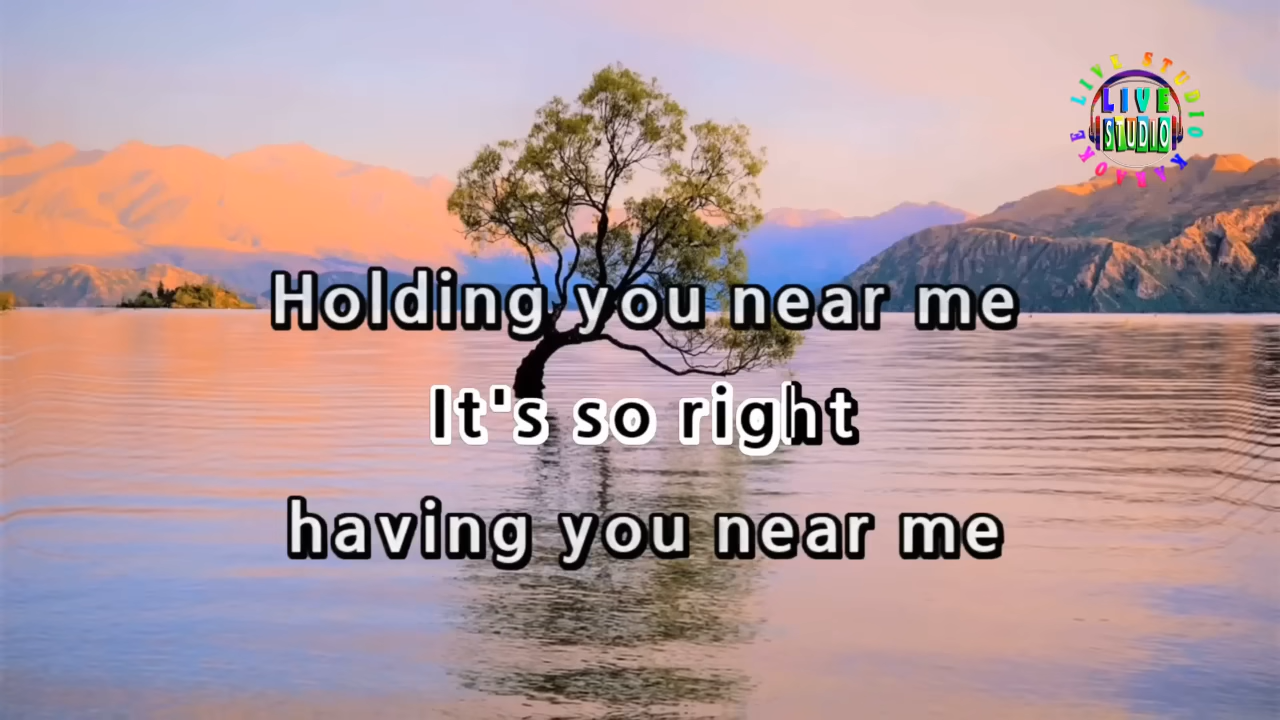 LIVE STUDIO KARAOKE
LIVE
STUDIO
Holding you near me
It's so right
having you near me